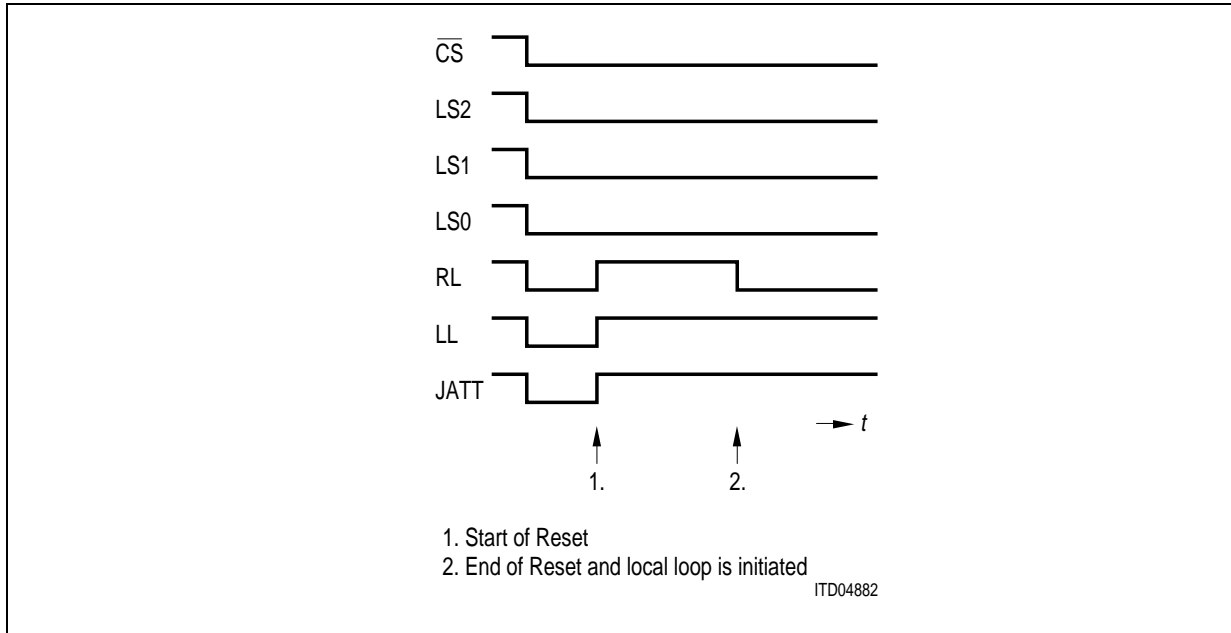 C̅S̅
LS2
LS1
LS0
RL
LL
JATT
t
1.
2.
1. Start of Reset
2. End of Reset and local loop is initiated
ITD04882